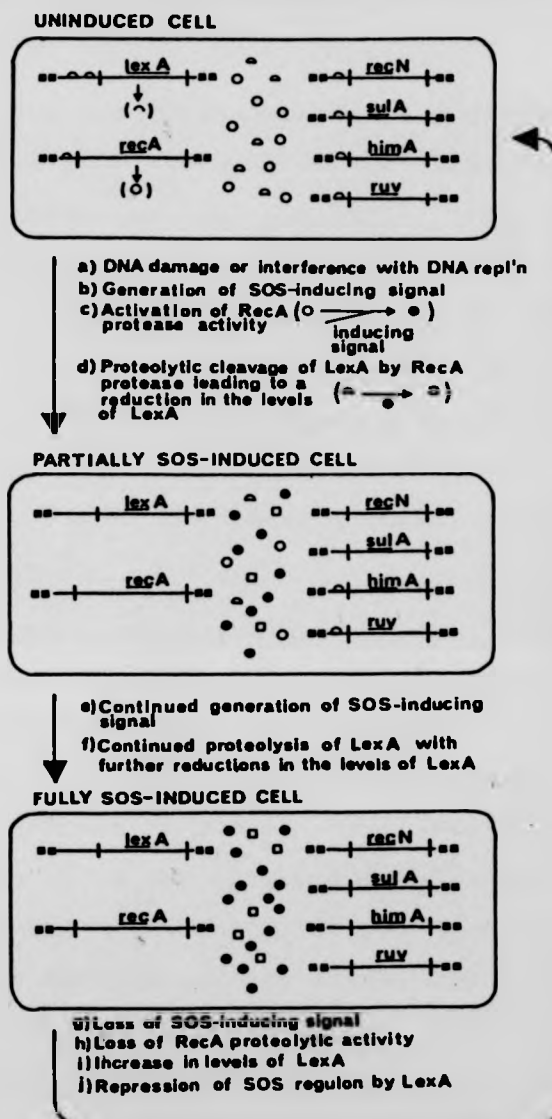 UNINDUCED CELL
lexA
recA
recN
sulA
himA
ruv
a) DNA damage or interference with DNA repl'n
b) Generation of SOS-inducing signal
c) Activation of RecA
protease activity
inducing
signal
d) Proteolytic cleavage of LexA by RecA
protease leading to a
reduction in the levels
of LexA
PARTIALLY SOS-INDUCED CELL
lexA
recA
recN
sulA
himA
ruv
e) Continued generation of SOS-inducing
signal
f) Continued proteolysis of LexA with
further reductions in the levels of LexA
FULLY SOS-INDUCED CELL
lexA
recA
recN
sulA
himA
ruv
g) Loss of SOS-inducing signal
h) Loss of RecA proteolytic activity
i) Increase in levels of LexA
j) Repression of SOS regulon by LexA